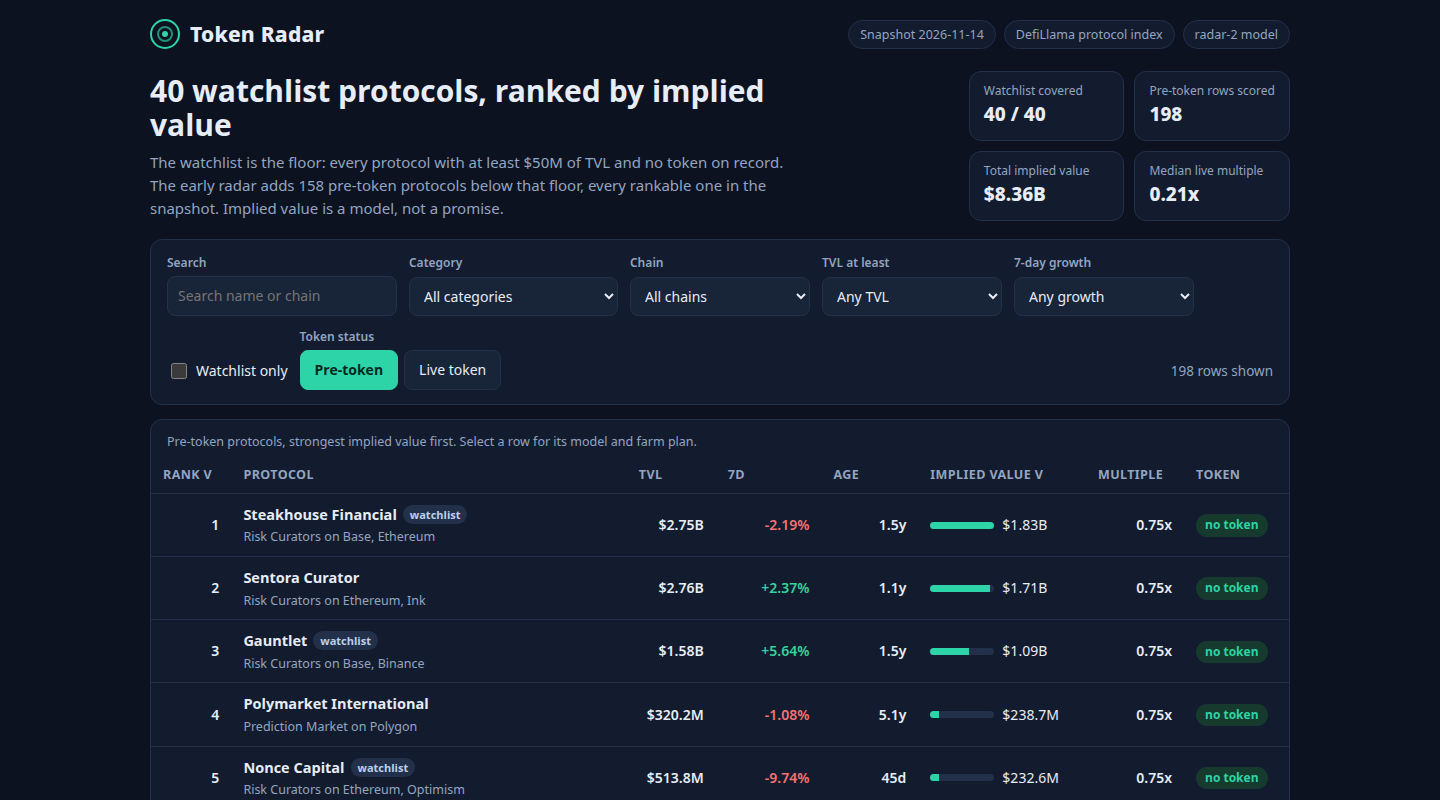 Token Radar
Snapshot 2026-11-14
DefiLlama protocol index
radar-2 model
40 watchlist protocols, ranked by implied
value
The watchlist is the floor: every protocol with at least $50M of TVL and no token on record.
The early radar adds 158 pre-token protocols below that floor, every rankable one in the
snapshot. Implied value is a model, not a promise.
Watchlist covered
40 / 40
Pre-token rows scored
198
Total implied value
$8.36B
Median live multiple
0.21x
Search
Search name or chain
Category
All categories
Chain
All chains
TVL at least
Any TVL
7-day growth
Any growth
Watchlist only
Token status
Pre-token
Live token
198 rows shown
Pre-token protocols, strongest implied value first. Select a row for its model and farm plan.
RANK V PROTOCOL TVL 7D AGE IMPLIED VALUE V MULTIPLE TOKEN
1 Steakhouse Financial watchlist $2.75B -2.19% 1.5y $1.83B 0.75x no token
Risk Curators on Base, Ethereum
2 Sentora Curator $2.76B +2.37% 1.1y $1.71B 0.75x no token
Risk Curators on Ethereum, Ink
3 Gauntlet watchlist $1.58B +5.64% 1.5y $1.09B 0.75x no token
Risk Curators on Base, Binance
4 Polymarket International $320.2M -1.08% 5.1y $238.7M 0.75x no token
Prediction Market on Polygon
5 Nonce Capital watchlist $513.8M -9.74% 45d $232.6M 0.75x no token
Risk Curators on Ethereum, Optimism